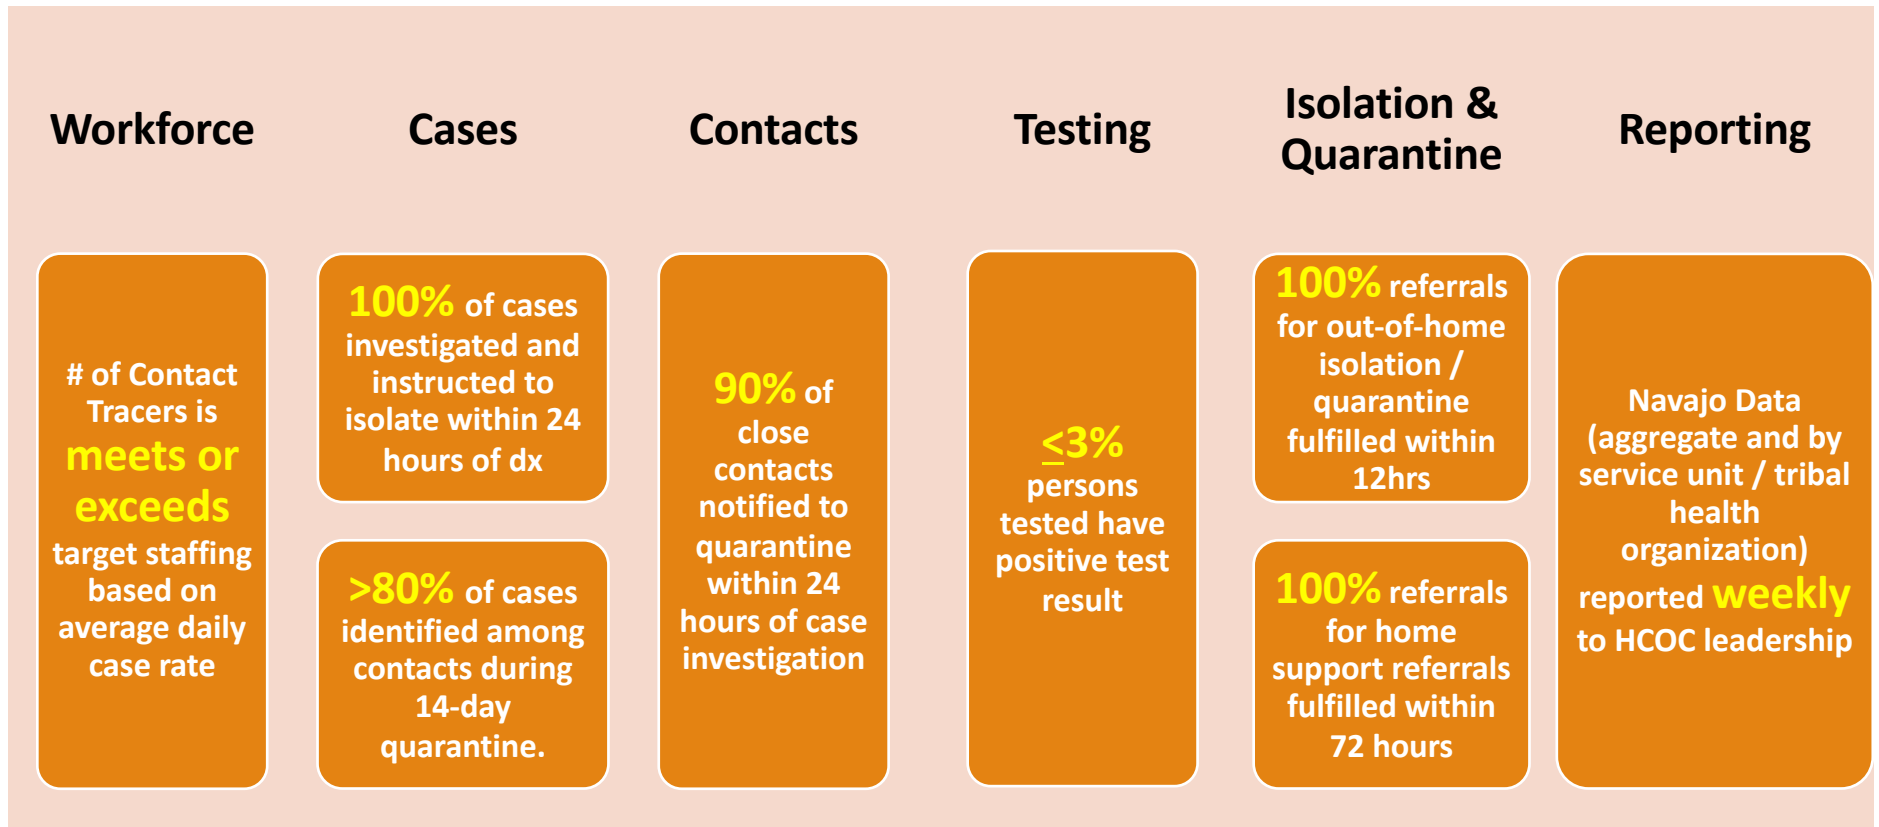 Workforce
Cases
Contacts
Testing
Isolation &
Quarantine
Reporting
# of Contact
Tracers is
meets or
exceeds
target staffing
based on
average daily
case rate
100% of cases
investigated and
instructed to
isolate within 24
hours of dx
>80% of cases
identified among
contacts during
14-day
quarantine.
90% of
close
contacts
notified to
quarantine
within 24
hours of case
investigation
≤3%
persons
tested have
positive test
result
100% referrals
for out-of-home
isolation /
quarantine
fulfilled within
12hrs
100% referrals
for home
support referrals
fulfilled within
72 hours
Navajo Data
(aggregate and by
service unit / tribal
health
organization)
reported weekly
to HCOC leadership